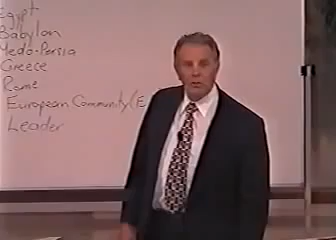 Egypt
Babylon
Medo-Persia
Greece
Rome
European Community (E
Leader